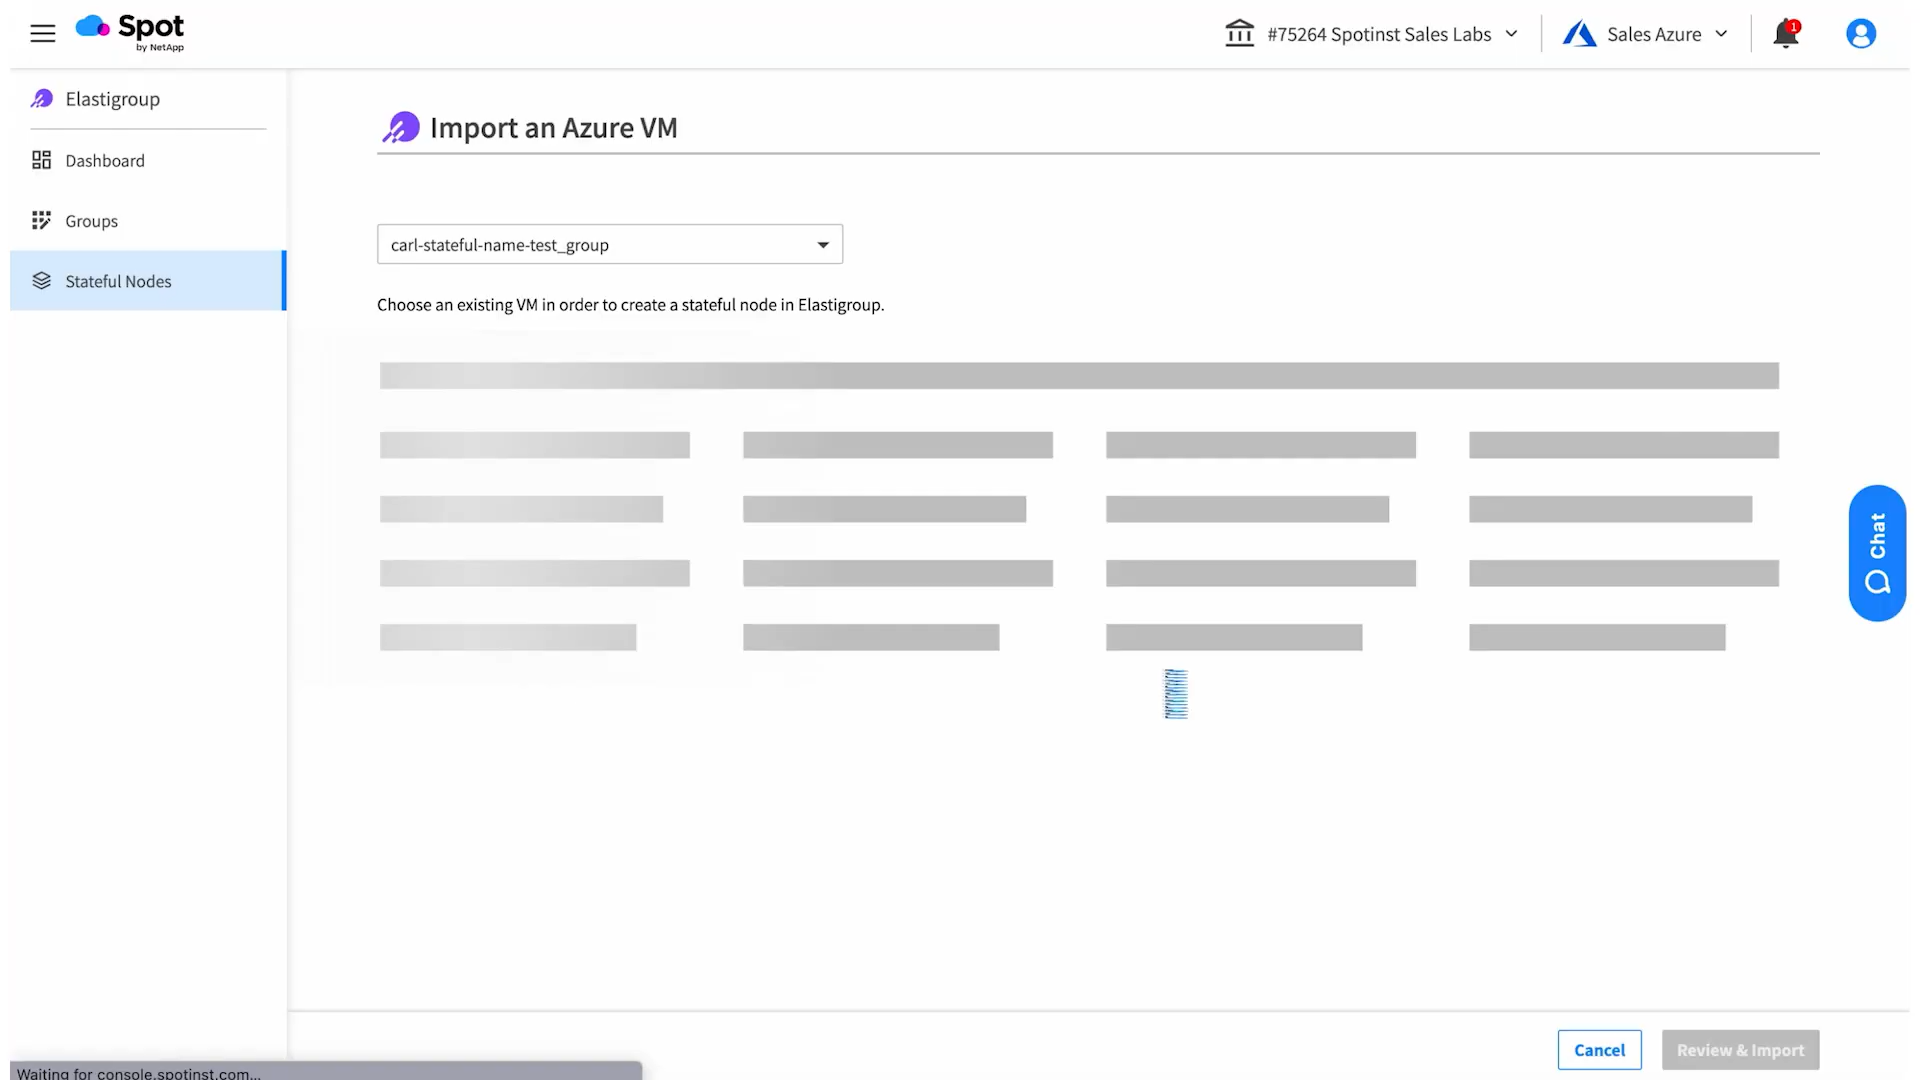 Spot
by NetApp
#75264 Spotinst Sales Labs
Sales Azure
1
Elastigroup
Dashboard
Groups
Stateful Nodes
Import an Azure VM
carl-stateful-name-test_group
Choose an existing VM in order to create a stateful node in Elastigroup.
Chat
Cancel
Review & Import
Waiting for console.spotinst.com...